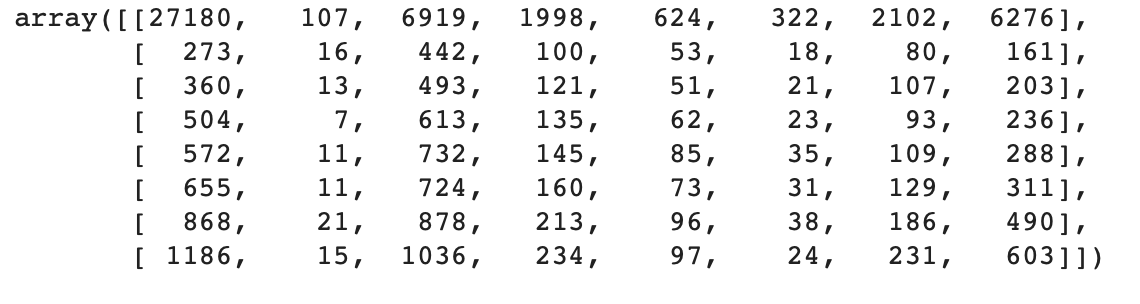 array([[27180, 107, 6919, 1998, 624, 322, 2102, 6276],
[ 273, 16, 442, 100, 53, 18, 80, 161],
[ 360, 13, 493, 121, 51, 21, 107, 203],
[ 504, 7, 613, 135, 62, 23, 93, 236],
[ 572, 11, 732, 145, 85, 35, 109, 288],
[ 655, 11, 724, 160, 73, 31, 129, 311],
[ 868, 21, 878, 213, 96, 38, 186, 490],
[ 1186, 15, 1036, 234, 97, 24, 231, 603]])